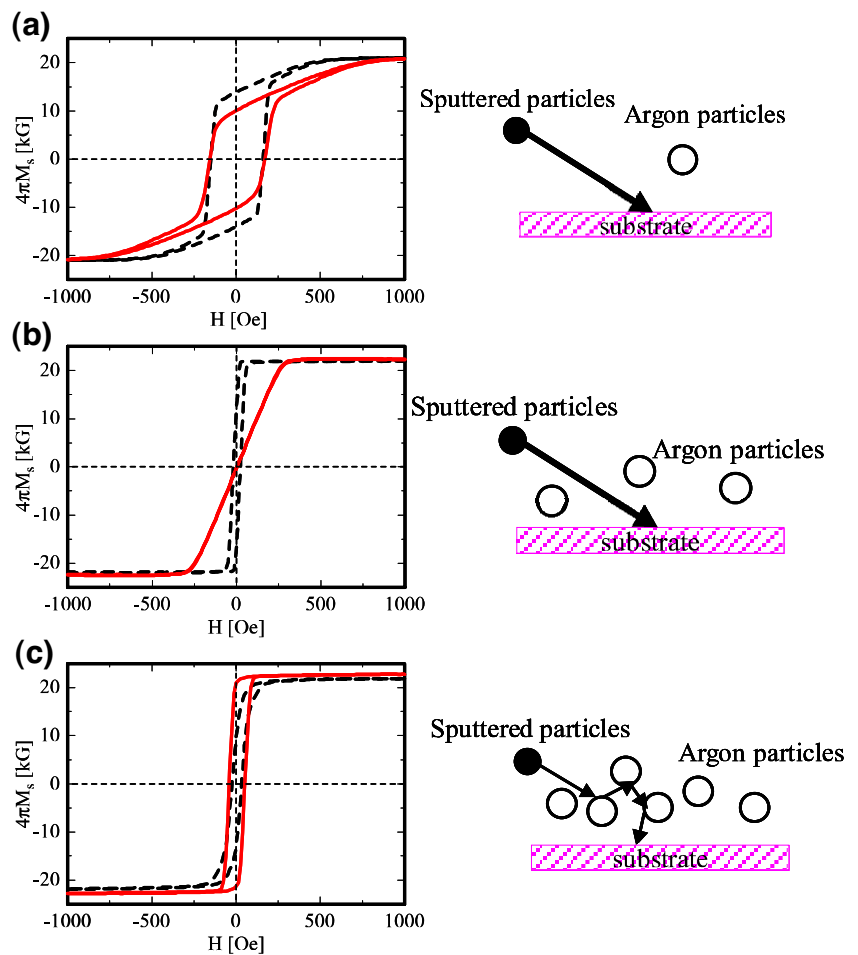 (a)
20
10
0
-10
-20
4πMs [kG]
-1000 -500 0 500 1000
H [Oe]
Sputtered particles
Argon particles
substrate
(b)
20
10
0
-10
-20
4πMs [kG]
-1000 -500 0 500 1000
H [Oe]
Sputtered particles
Argon particles
substrate
(c)
20
10
0
-10
-20
4πMs [kG]
-1000 -500 0 500 1000
H [Oe]
Sputtered particles
Argon particles
substrate